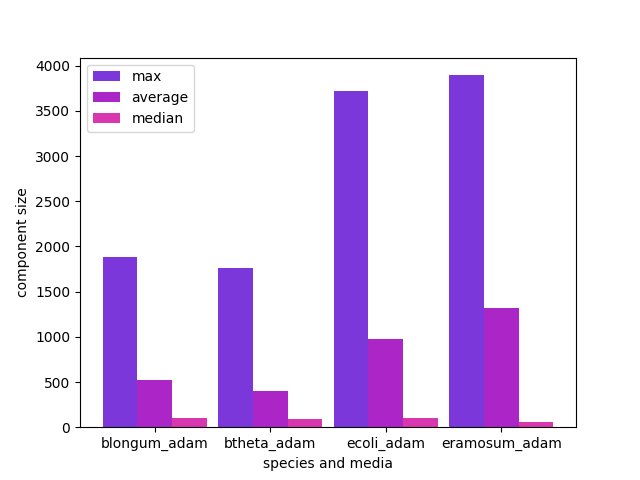 max
average
median
4000
3500
3000
2500
2000
1500
1000
500
0
component size
blongum_adam btheta_adam ecoli_adam eramosum_adam
species and media